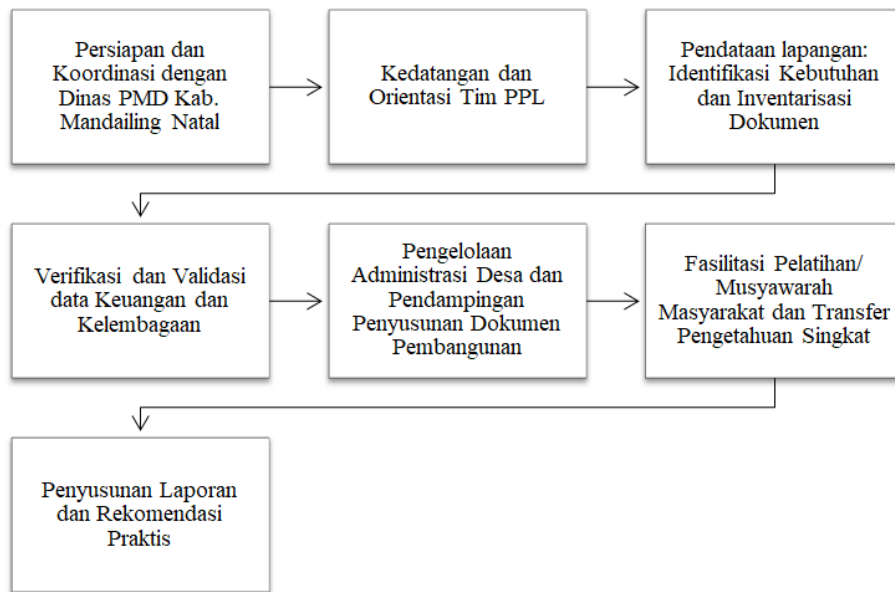 Persiapan dan
Koordinasi dengan
Dinas PMD Kab.
Mandailing Natal
Kedatangan dan
Orientasi Tim PPL
Pendataan lapangan:
Identifikasi Kebutuhan
dan Inventarisasi
Dokumen
Verifikasi dan Validasi
data Keuangan dan
Kelembagaan
Pengelolaan
Administrasi Desa dan
Pendampingan
Penyusunan Dokumen
Pembangunan
Fasilitasi Pelatihan/
Musyawarah
Masyarakat dan Transfer
Pengetahuan Singkat
Penyusunan Laporan
dan Rekomendasi
Praktis